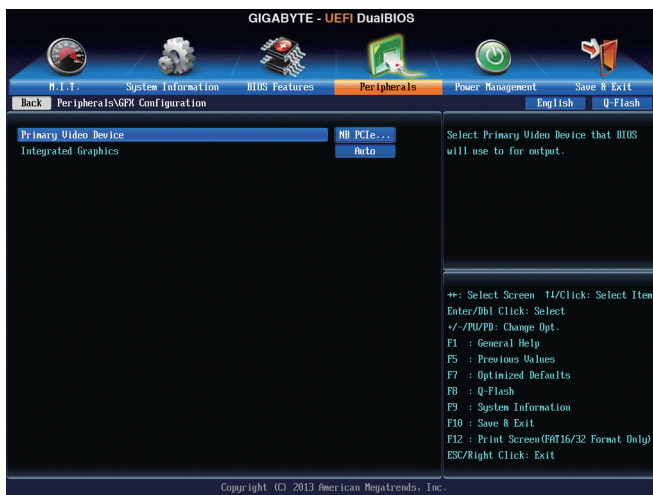 GIGABYTE - UEFI DualBIOS
M.I.T. System Information BIOS Features Peripherals Power Management Save & Exit
Back Peripherals\GFX Configuration English Q-Flash
Primary Video Device NB PCIe...
Integrated Graphics Auto
Select Primary Video Device that BIOS
will use to for output.
→←: Select Screen ↑↓/Click: Select Item
Enter/Dbl Click: Select
+/-/PU/PD: Change Opt.
F1 : General Help
F5 : Previous Values
F7 : Optimized Defaults
F8 : Q-Flash
F9 : System Information
F10 : Save & Exit
F12 : Print Screen(FAT16/32 Format Only)
ESC/Right Click: Exit
Copyright (C) 2013 American Megatrends, Inc.